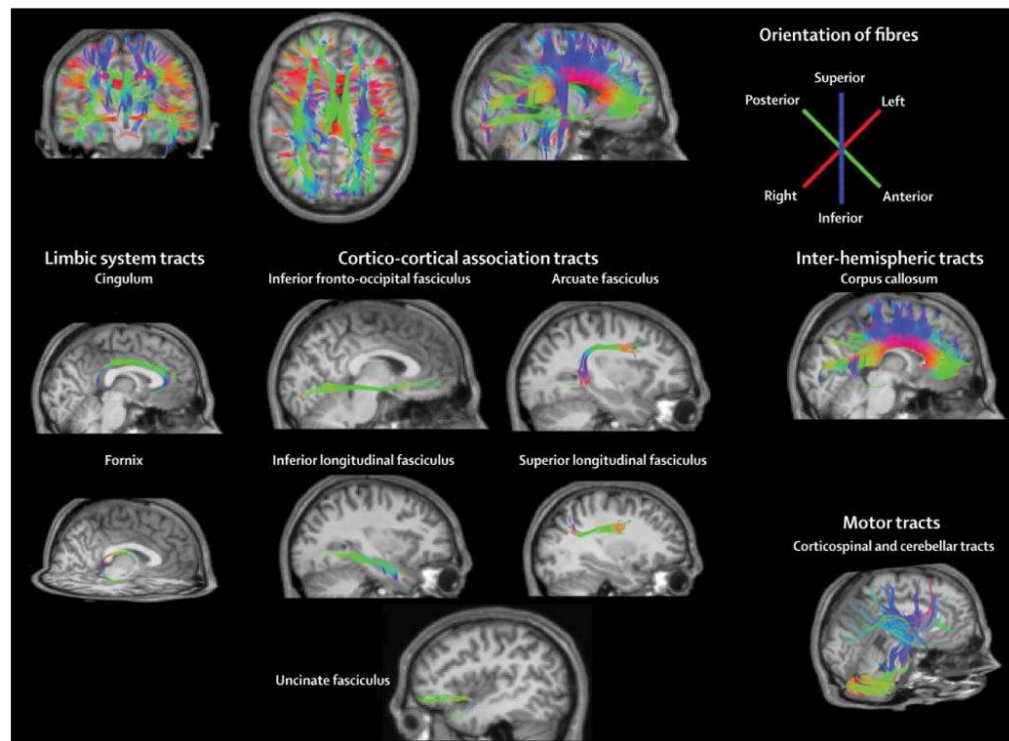 Orientation of fibres
Superior
Posterior
Left
Right
Anterior
Inferior
Limbic system tracts
Cingulum
Cortico-cortical association tracts
Inferior fronto-occipital fasciculus
Arcuate fasciculus
Inter-hemispheric tracts
Corpus callosum
Fornix
Inferior longitudinal fasciculus
Superior longitudinal fasciculus
Motor tracts
Corticospinal and cerebellar tracts
Uncinate fasciculus